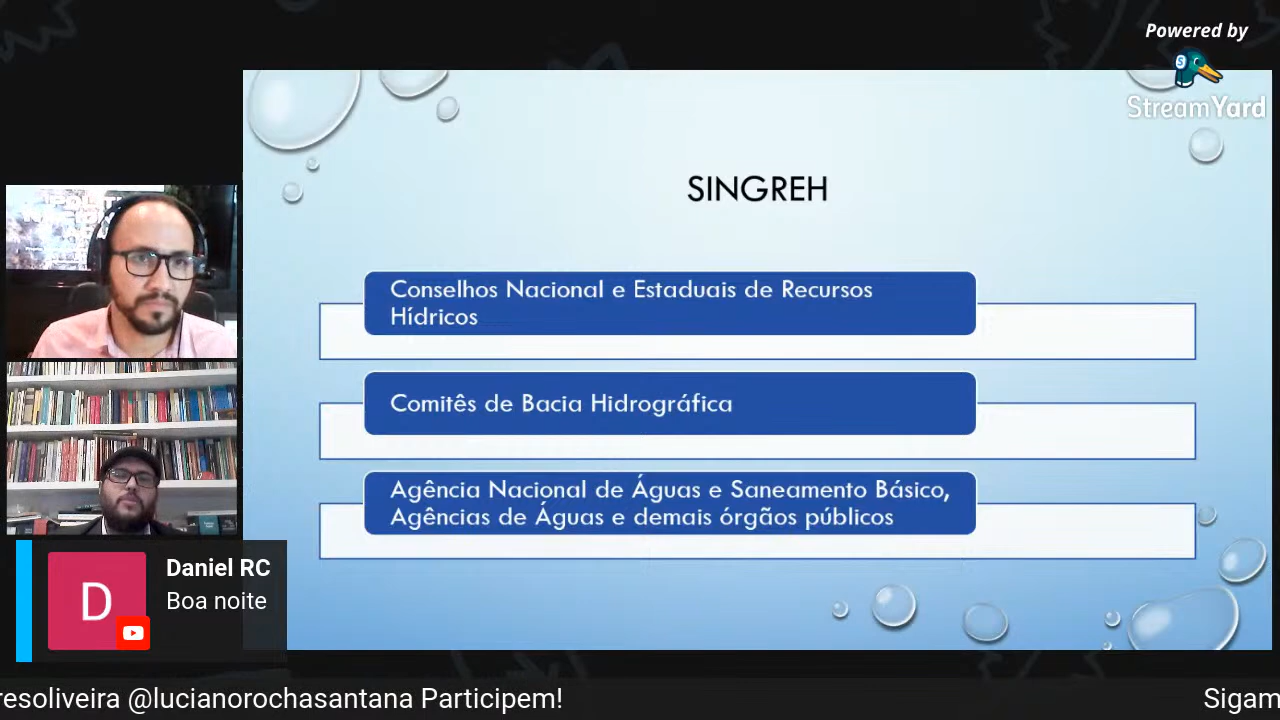 Powered by
StreamYard
SINGREH
Conselhos Nacional e Estaduais de Recursos
Hídricos
Comitês de Bacia Hidrográfica
Agência Nacional de Águas e Saneamento Básico,
Agências de Águas e demais órgãos públicos
D
Daniel RC
Boa noite
resoliveira @lucianorochasantana Participem!
Sigam